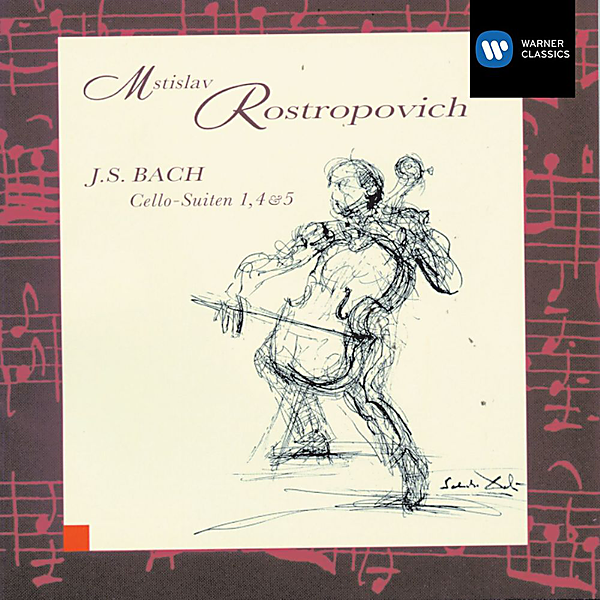 WARNER
CLASSICS
Mstislav
Rostropovich
J.S. BACH
Cello-Suiten 1, 4 & 5